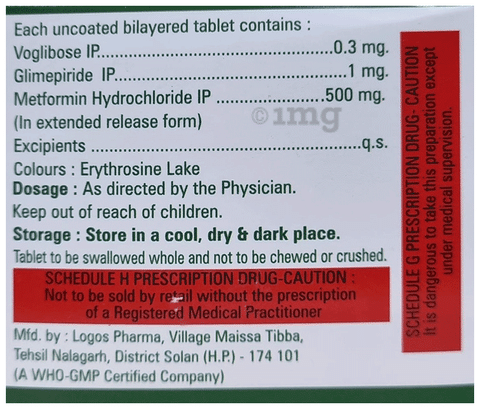 Each uncoated bilayered tablet contains :
Voglibose IP.......................................0.3 mg.
Glimepiride IP.......................................1 mg.
Metformin Hydrochloride IP ..................500 mg.
(In extended release form)
Excipients .............................................q.s.
Colours : Erythrosine Lake
Dosage : As directed by the Physician.
Keep out of reach of children.
Storage : Store in a cool, dry & dark place.
Tablet to be swallowed whole and not to be chewed or crushed.
SCHEDULE H PRESCRIPTION DRUG-CAUTION :
Not to be sold by retail without the prescription
of a Registered Medical Practitioner
Mfd. by : Logos Pharma, Village Maissa Tibba,
Tehsil Nalagarh, District Solan (H.P.) - 174 101
(A WHO-GMP Certified Company)
SCHEDULE G PRESCRIPTION DRUG- CAUTION
It is dangerous to take this preparation except
under medical supervision.
© 1mg